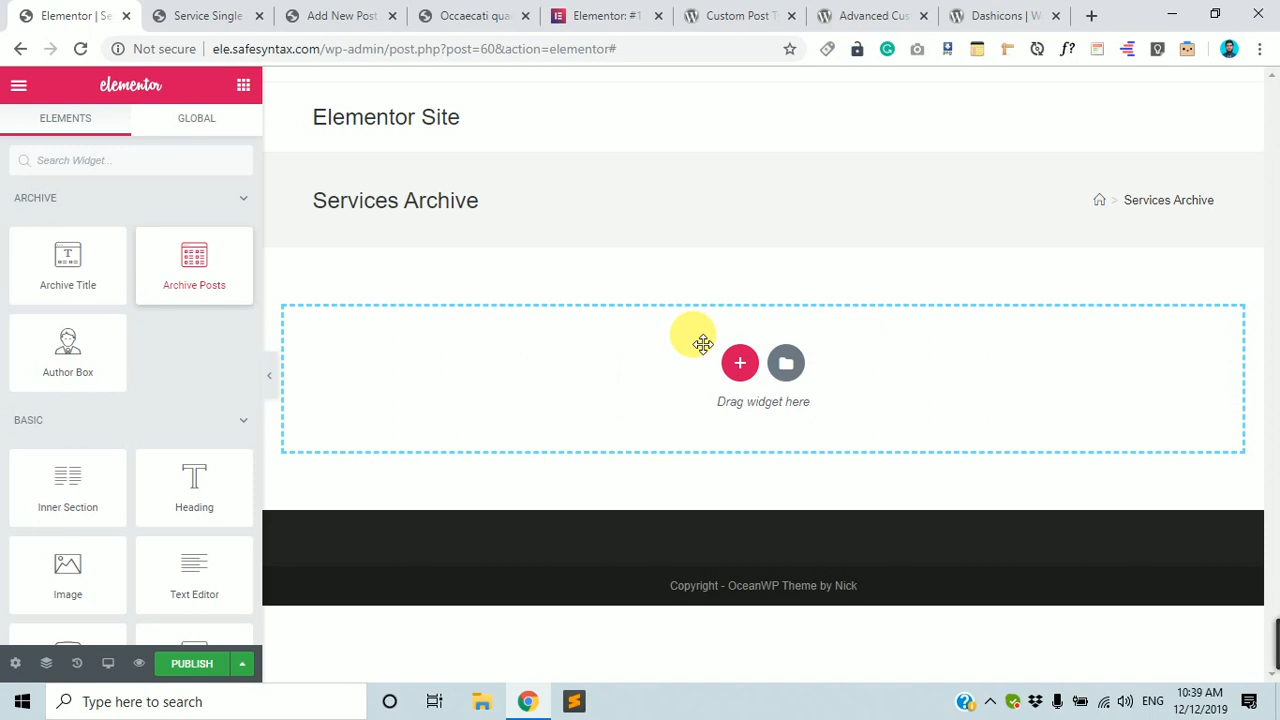 Elementor | Se
Service Single
Add New Post
Occaecati qua
Elementor: #1
Custom Post T
Advanced Cus
Dashicons | W
Not secure
ele.safesyntax.com/wp-admin/post.php?post=60&action=elementor#
f?
elementor
ELEMENTS
GLOBAL
Search Widget...
ARCHIVE
Archive Title
Archive Posts
Author Box
BASIC
Inner Section
Heading
Image
Text Editor
PUBLISH
Elementor Site
Services Archive
> Services Archive
Drag widget here
Copyright - OceanWP Theme by Nick
Type here to search
ENG
10:39 AM
12/12/2019